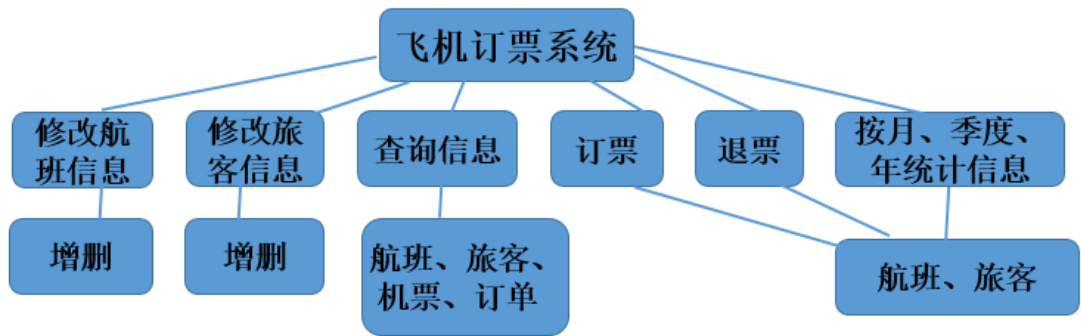 飞机订票系统
修改航
班信息
修改旅
客信息
查询信息
订票
退票
按月、季度、
年统计信息
增删
增删
航班、旅客、
机票、订单
航班、旅客